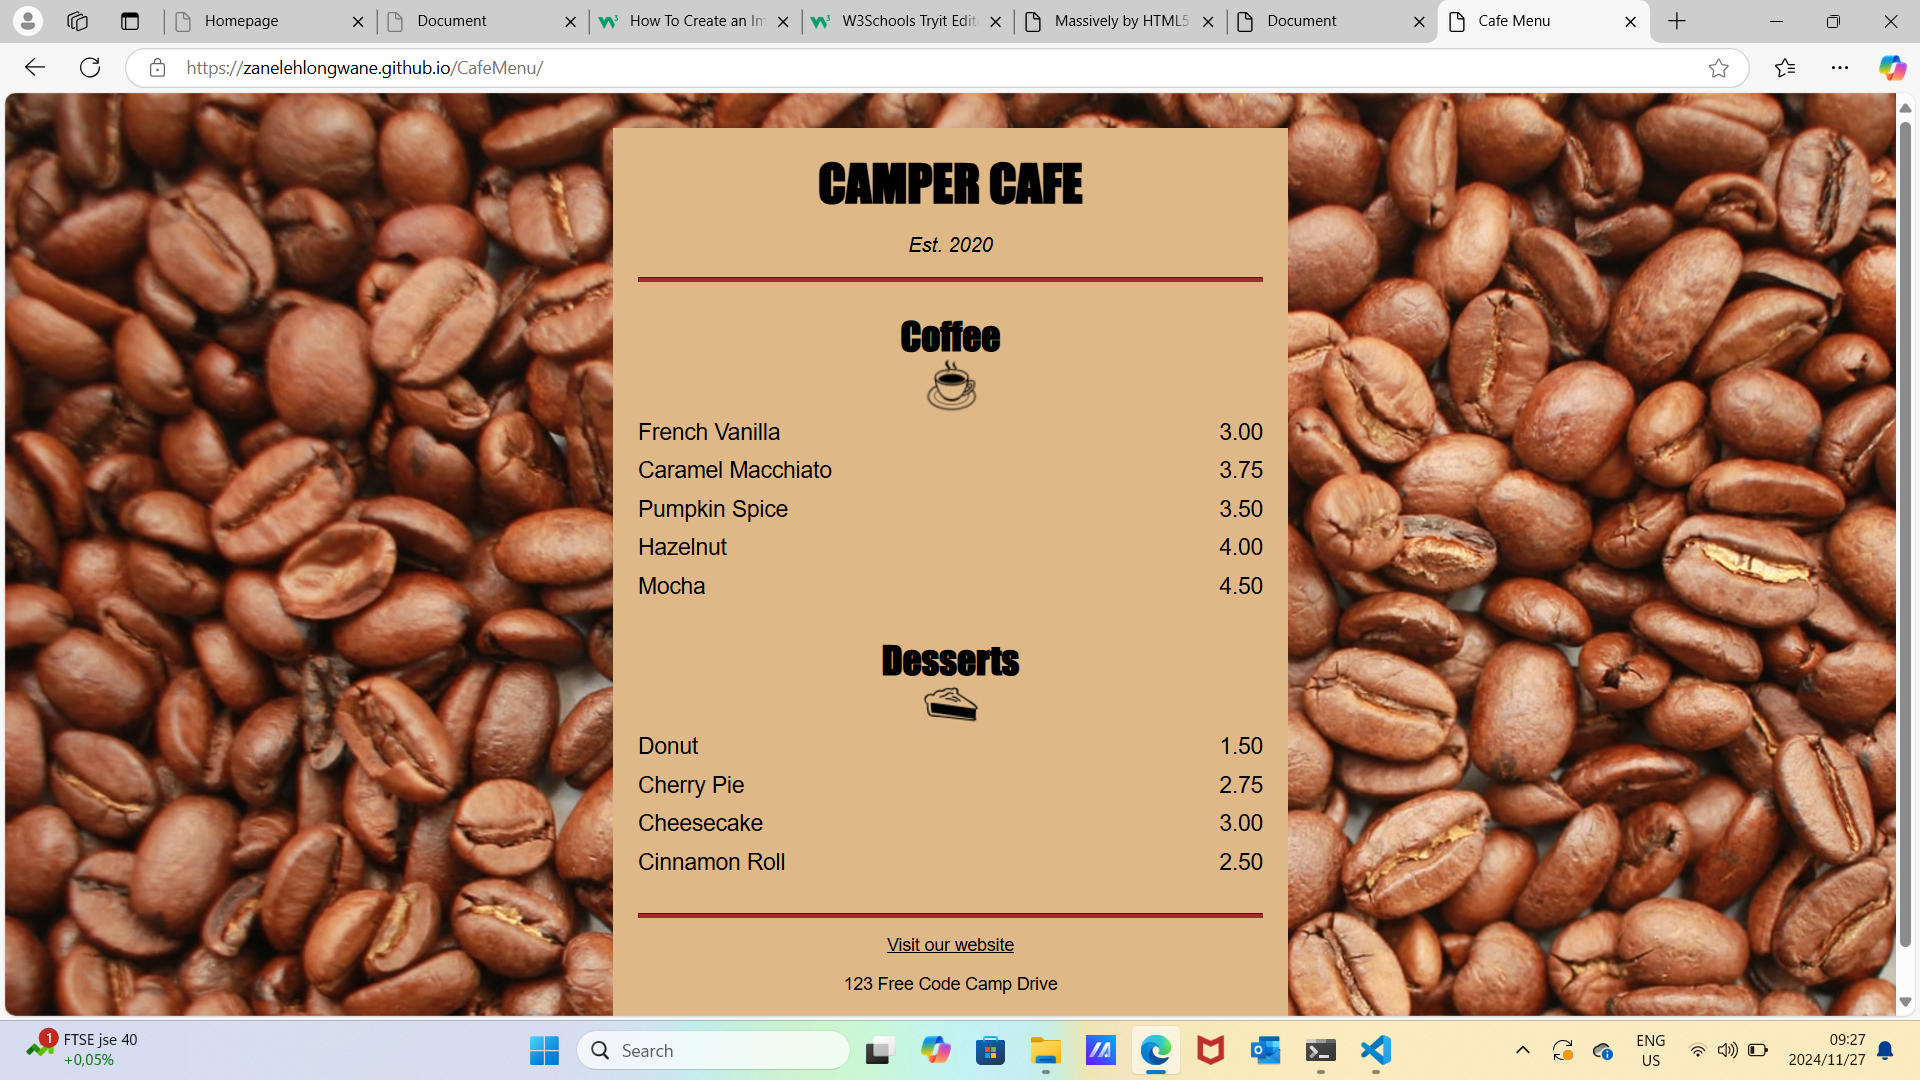 Homepage
Document
How To Create an Im
W3Schools Tryit Edit
Massively by HTML5
Document
Cafe Menu
https://zanelehlongwane.github.io/CafeMenu/
CAMPER CAFE
Est. 2020
Coffee
French Vanilla 3.00
Caramel Macchiato 3.75
Pumpkin Spice 3.50
Hazelnut 4.00
Mocha 4.50
Desserts
Donut 1.50
Cherry Pie 2.75
Cheesecake 3.00
Cinnamon Roll 2.50
Visit our website
123 Free Code Camp Drive
1
FTSE jse 40
+0,05%
Search
ENG
US
09:27
2024/11/27